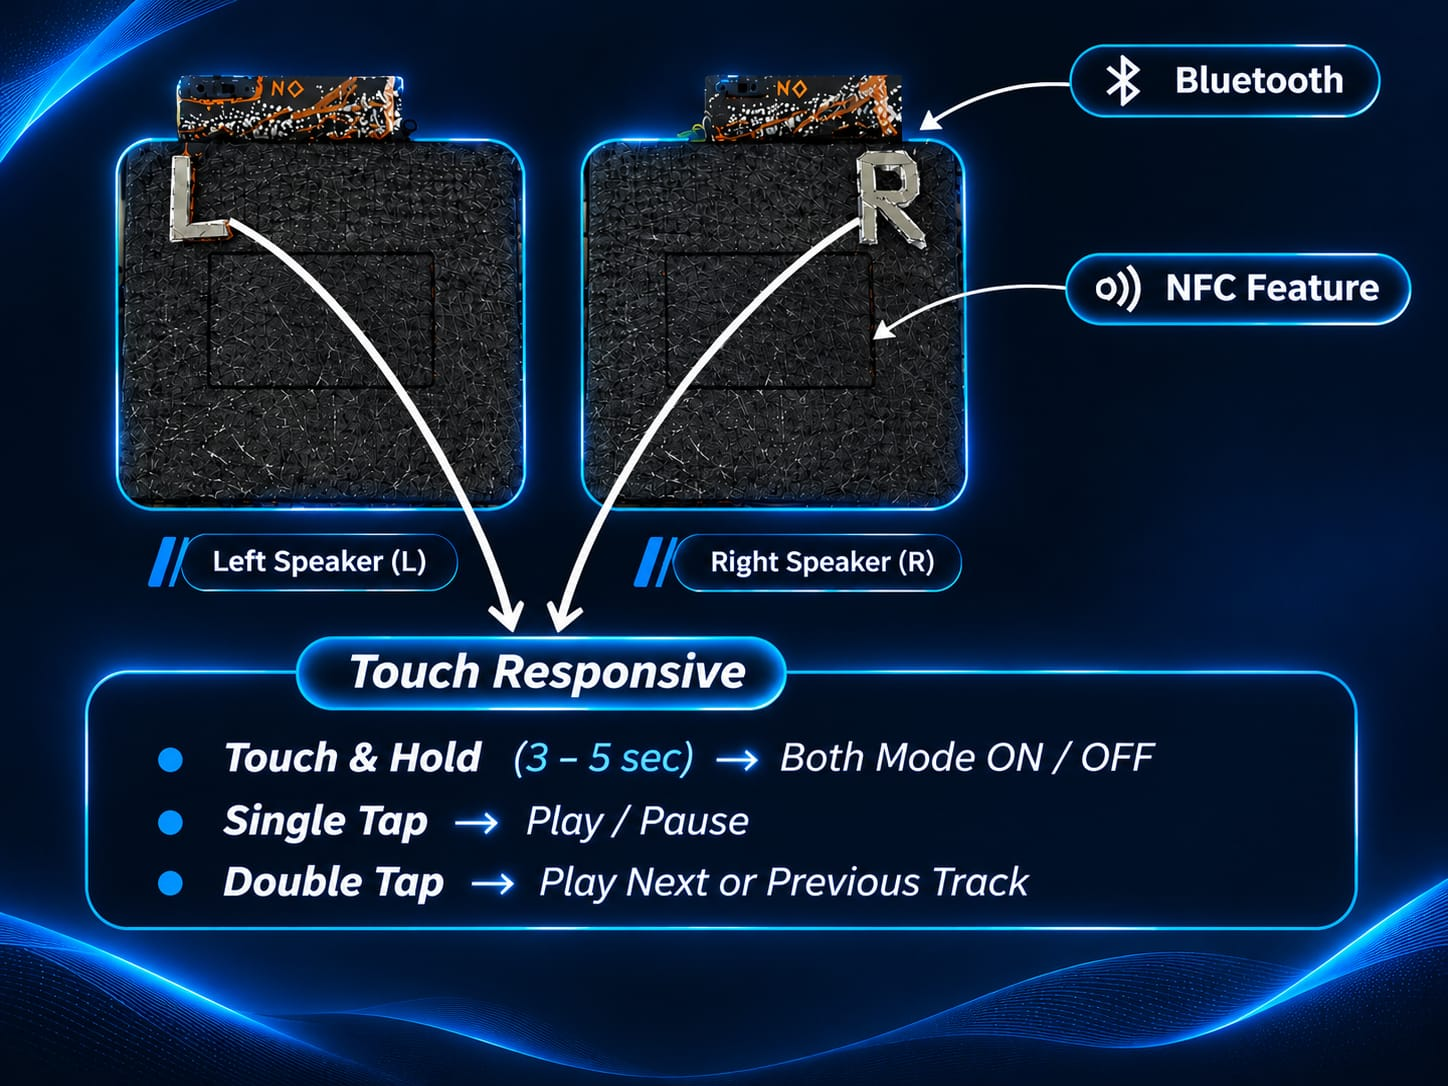 NO
NO
Bluetooth
L
R
NFC Feature
Left Speaker (L)
Right Speaker (R)
Touch Responsive
Touch & Hold (3 – 5 sec) → Both Mode ON / OFF
Single Tap → Play / Pause
Double Tap → Play Next or Previous Track